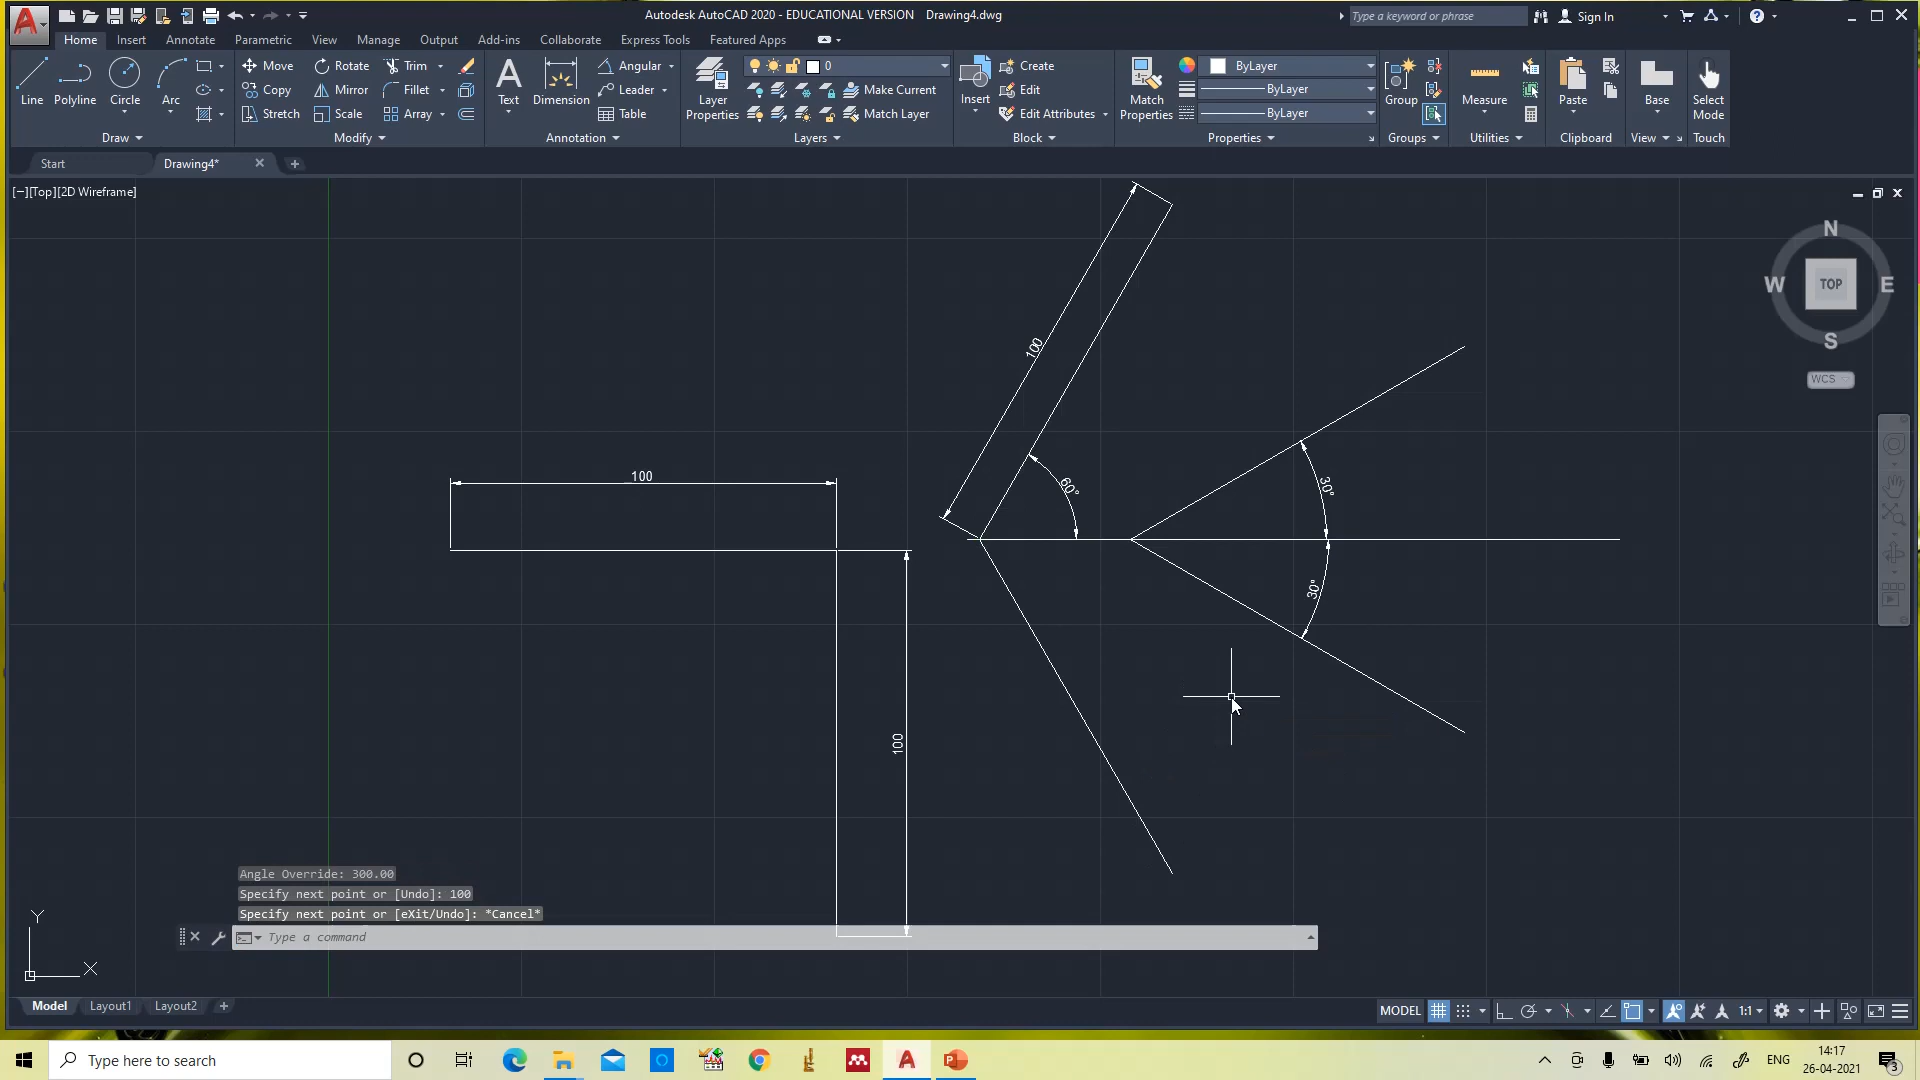 Autodesk AutoCAD 2020 - EDUCATIONAL VERSION Drawing4.dwg
Type a keyword or phrase
Sign In
Home Insert Annotate Parametric View Manage Output Add-ins Collaborate Express Tools Featured Apps
Line Polyline Circle Arc
Draw
Move Rotate Trim
Copy Mirror Fillet
Stretch Scale Array
Modify
Text Dimension
Angular
Leader
Table
Annotation
Layer Properties
0
Make Current
Match Layer
Layers
Insert
Create
Edit
Edit Attributes
Block
Match Properties
ByLayer
ByLayer
ByLayer
Properties
Group
Groups
Measure
Utilities
Paste
Clipboard
Base
View
Select Mode
Touch
Start Drawing4*
[−][Top][2D Wireframe]
N
W TOP E
S
WCS
100
100
60°
30°
100
30°
100
Angle Override: 300.00
Specify next point or [Undo]: 100
Specify next point or [eXit/Undo]: *Cancel*
Type a command
Y
X
Model Layout1 Layout2
MODEL
1:1
Type here to search
ENG
14:17
26-04-2021
3